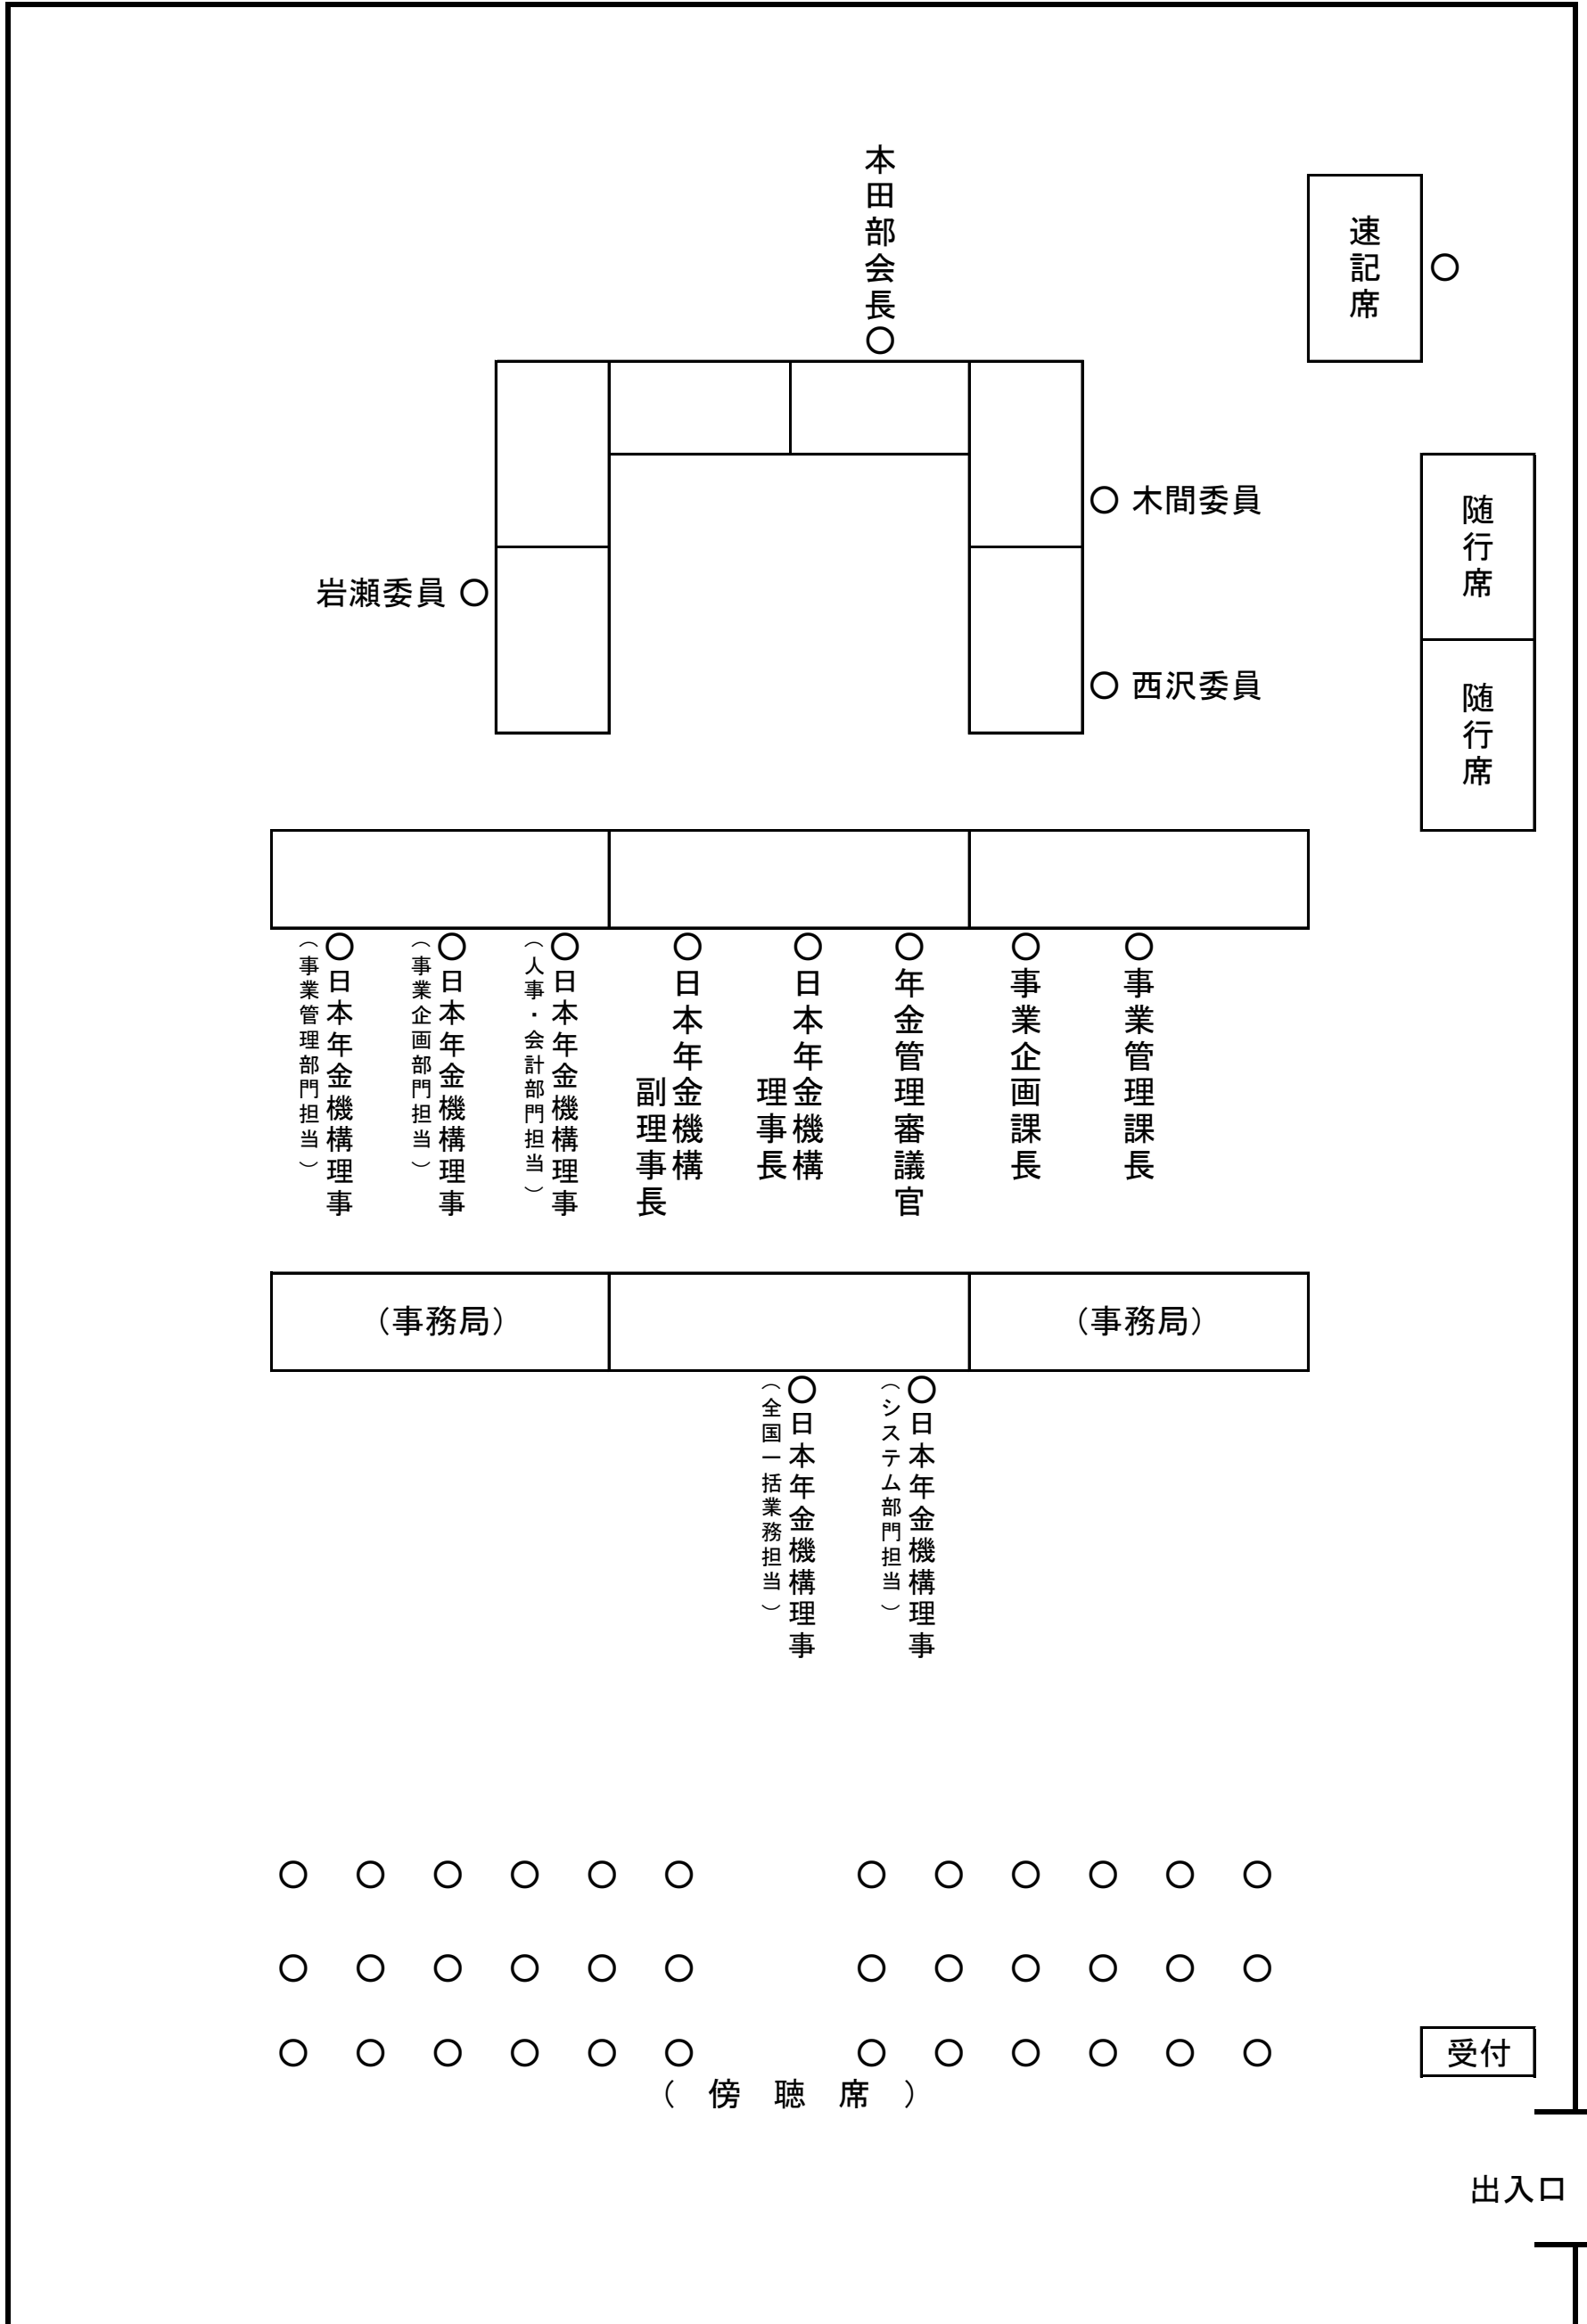 本田部会長○
速記席
○
○ 木間委員
岩瀬委員 ○
○ 西沢委員
随行席
随行席
○事業管理課長
○事業企画課長
○年金管理審議官
○日本年金機構
理事長
○日本年金機構
副理事長
○日本年金機構理事
（人事・会計部門担当）
○日本年金機構理事
（事業企画部門担当）
○日本年金機構理事
（事業管理部門担当）
（事務局）
（事務局）
○日本年金機構理事
（システム部門担当）
○日本年金機構理事
（全国一括業務担当）
○ ○ ○ ○ ○ ○ ○ ○ ○ ○ ○ ○
○ ○ ○ ○ ○ ○ ○ ○ ○ ○ ○ ○
○ ○ ○ ○ ○ ○ ○ ○ ○ ○ ○ ○
（ 傍 聴 席 ）
受付
出入口